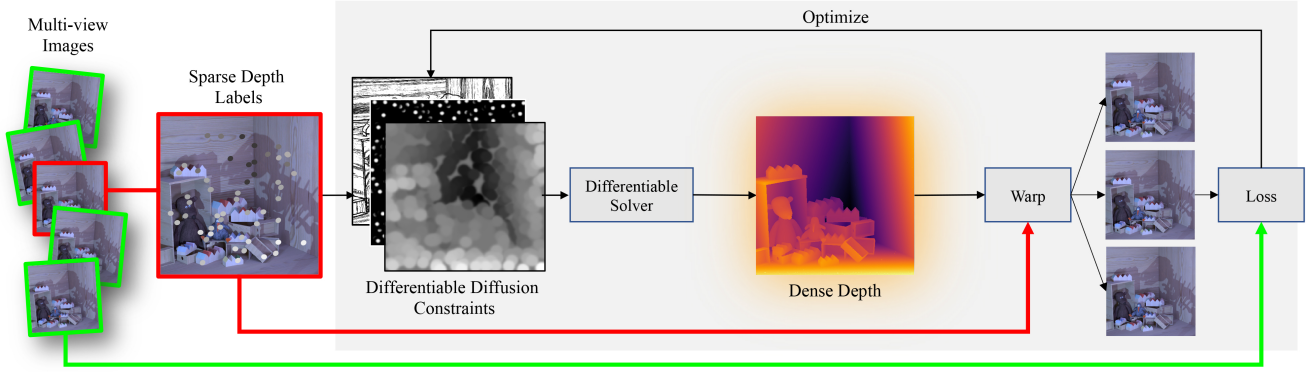 Multi-view
Images
Sparse Depth
Labels
Optimize
Differentiable Diffusion
Constraints
Differentiable
Solver
Dense Depth
Warp
Loss